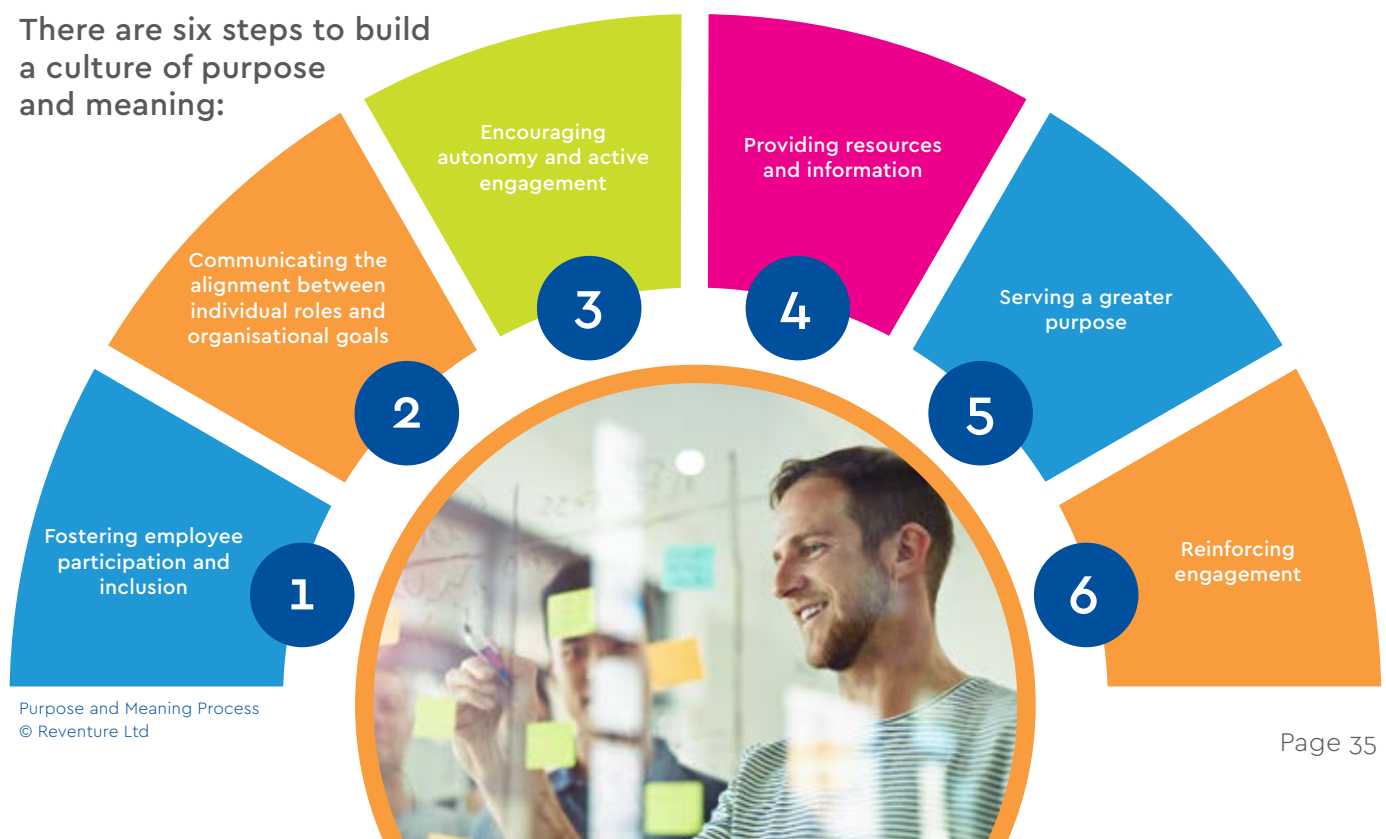 There are six steps to build
a culture of purpose
and meaning:
Fostering employee
participation and
inclusion
1
Communicating the
alignment between
individual roles and
organisational goals
2
Encouraging
autonomy and active
engagement
3
Providing resources
and information
4
Serving a greater
purpose
5
Reinforcing
engagement
6
Purpose and Meaning Process
© Reventure Ltd
Page 35